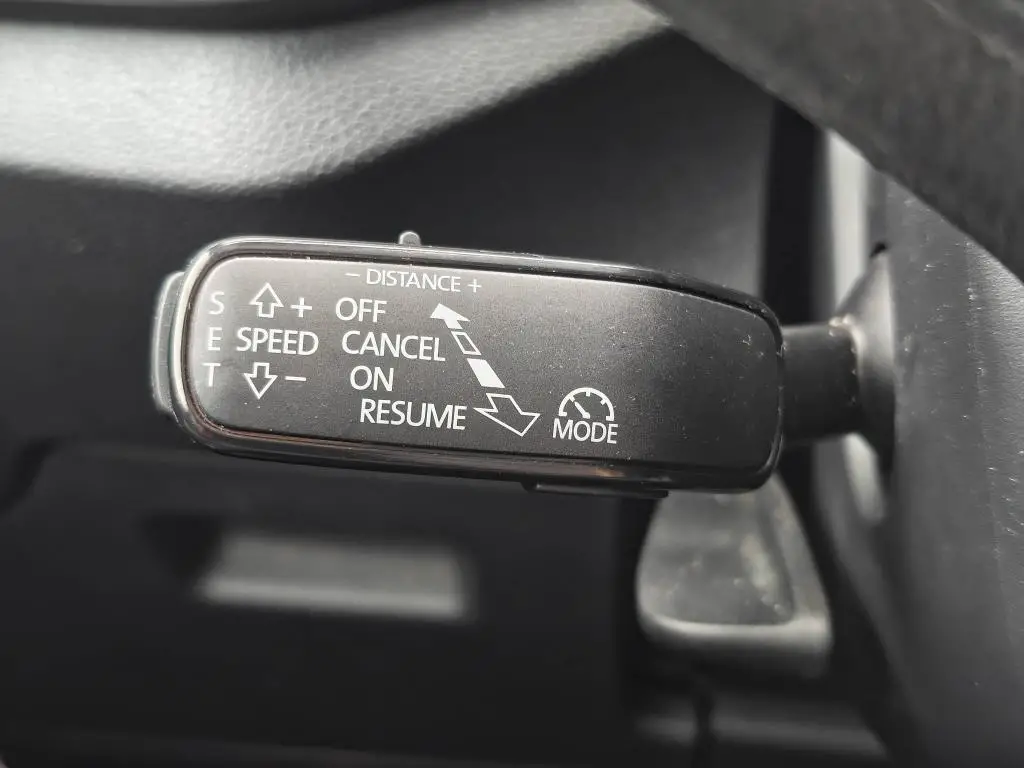 - DISTANCE +
S + OFF
E SPEED CANCEL
T - ON
RESUME
MODE